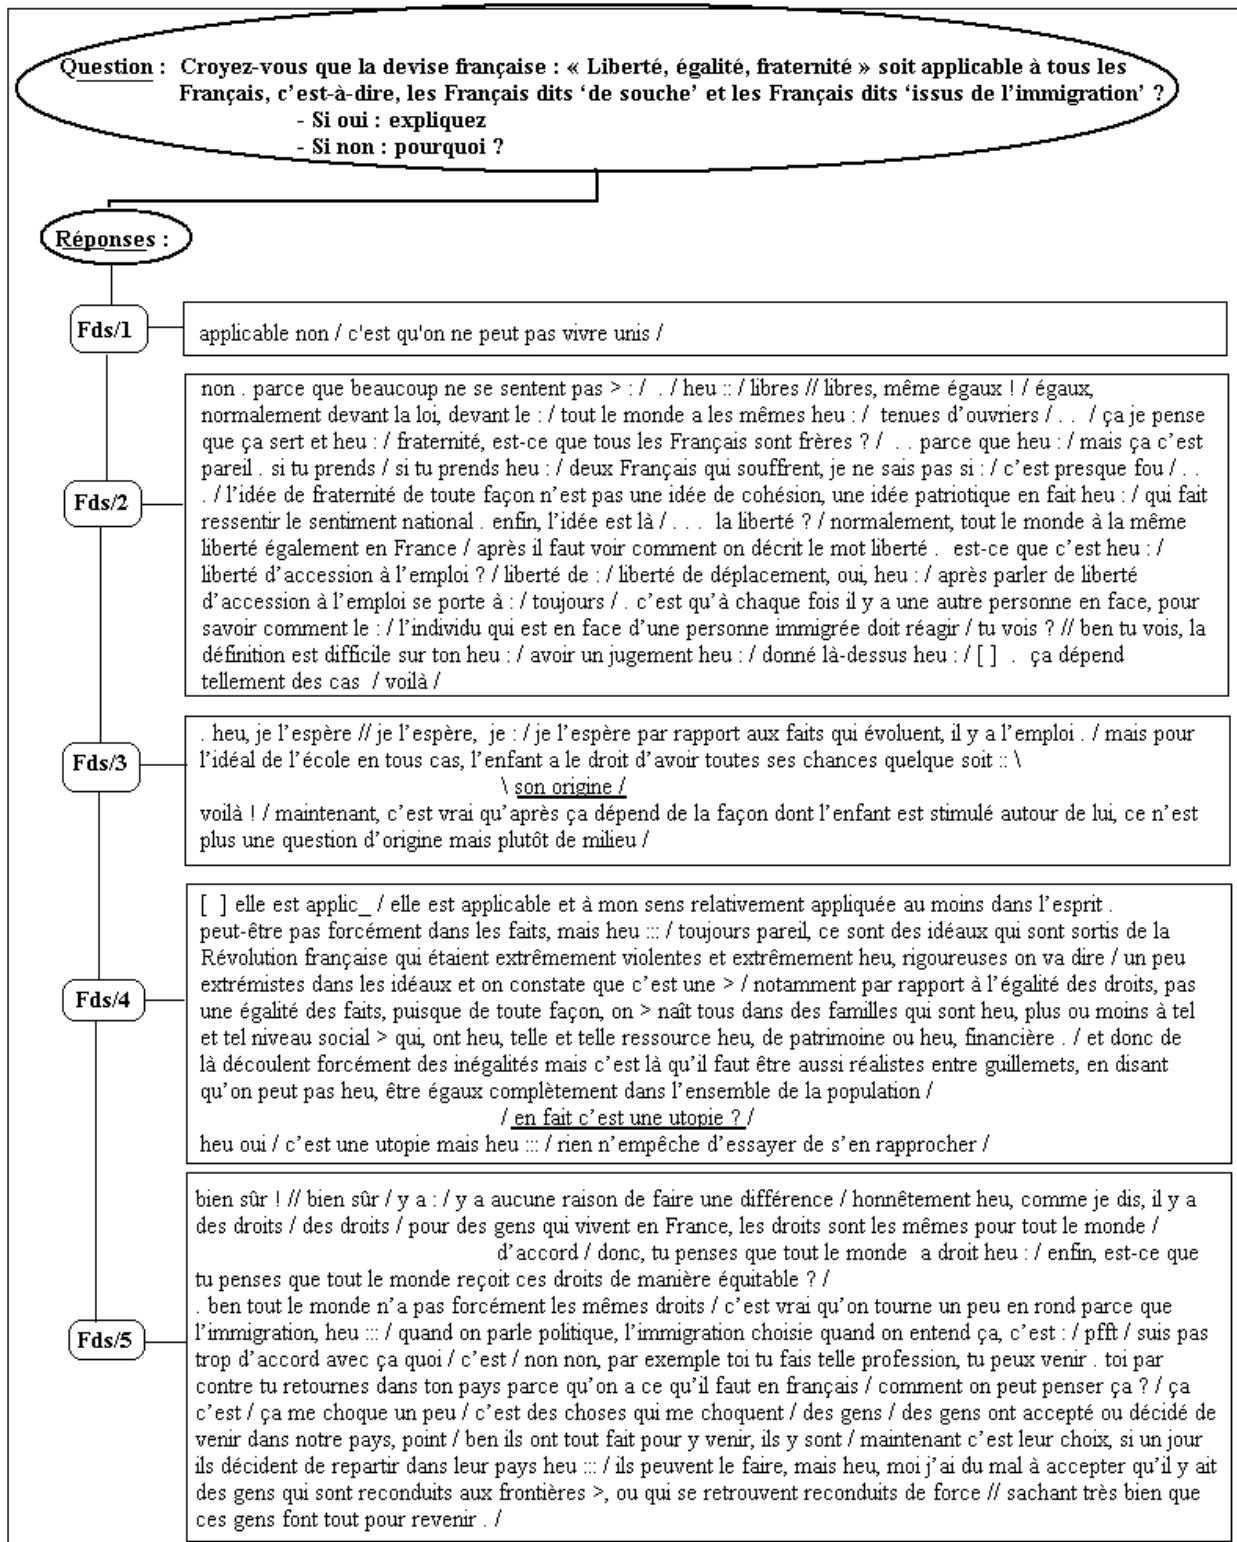 Question : Croyez-vous que la devise française : « Liberté, égalité, fraternité » soit applicable à tous les
Français, c'est-à-dire, les Français dits 'de souche' et les Français dits 'issus de l'immigration' ?
- Si oui : expliquez
- Si non : pourquoi ?
Réponses :
Fds/1
applicable non / c'est qu'on ne peut pas vivre unis /
Fds/2
non . parce que beaucoup ne se sentent pas > : / . / heu :: / libres // libres, même égaux ! / égaux,
normalement devant la loi, devant le : / tout le monde a les mêmes heu : / tenues d'ouvriers / . . / ça je pense
que ça sert et heu : / fraternité, est-ce que tous les Français sont frères ? / . . parce que heu : / mais ça c'est
pareil . si tu prends / si tu prends heu : / deux Français qui souffrent, je ne sais pas si : / c'est presque fou / . .
. / l'idée de fraternité de toute façon n'est pas une idée de cohésion, une idée patriotique en fait heu : / qui fait
ressentir le sentiment national . enfin, l'idée est là / . . . la liberté ? / normalement, tout le monde à la même
liberté également en France / après il faut voir comment on décrit le mot liberté . est-ce que c'est heu : /
liberté d'accession à l'emploi ? / liberté de : / liberté de déplacement, oui, heu : / après parler de liberté
d'accession à l'emploi se porte à : / toujours / . c'est qu'à chaque fois il y a une autre personne en face, pour
savoir comment le : / l'individu qui est en face d'une personne immigrée doit réagir / tu vois ? // ben tu vois, la
définition est difficile sur ton heu : / avoir un jugement heu : / donné là-dessus heu : / [ ] . ça dépend
tellement des cas / voilà /
Fds/3
. heu, je l'espère // je l'espère, je : / je l'espère par rapport aux faits qui évoluent, il y a l'emploi . / mais pour
l'idéal de l'école en tous cas, l'enfant a le droit d'avoir toutes ses chances quelque soit :: \
\ son origine /
voilà ! / maintenant, c'est vrai qu'après ça dépend de la façon dont l'enfant est stimulé autour de lui, ce n'est
plus une question d'origine mais plutôt de milieu /
Fds/4
[ ] elle est applic_ / elle est applicable et à mon sens relativement appliquée au moins dans l'esprit .
peut-être pas forcément dans les faits, mais heu ::: / toujours pareil, ce sont des idéaux qui sont sortis de la
Révolution française qui étaient extrêmement violentes et extrêmement heu, rigoureuses on va dire / un peu
extrémistes dans les idéaux et on constate que c'est une > / notamment par rapport à l'égalité des droits, pas
une égalité des faits, puisque de toute façon, on > naît tous dans des familles qui sont heu, plus ou moins à tel
et tel niveau social > qui, ont heu, telle et telle ressource heu, de patrimoine ou heu, financière . / et donc de
là découlent forcément des inégalités mais c'est là qu'il faut être aussi réalistes entre guillemets, en disant
qu'on peut pas heu, être égaux complètement dans l'ensemble de la population /
/ en fait c'est une utopie ? /
heu oui / c'est une utopie mais heu ::: / rien n'empêche d'essayer de s'en rapprocher /
Fds/5
bien sûr ! // bien sûr / y a : / y a aucune raison de faire une différence / honnêtement heu, comme je dis, il y a
des droits / des droits / pour des gens qui vivent en France, les droits sont les mêmes pour tout le monde /
d'accord / donc, tu penses que tout le monde a droit heu : / enfin, est-ce que
tu penses que tout le monde reçoit ces droits de manière équitable ? /
. ben tout le monde n'a pas forcément les mêmes droits / c'est vrai qu'on tourne un peu en rond parce que
l'immigration, heu ::: / quand on parle politique, l'immigration choisie quand on entend ça, c'est : / pfft / suis pas
trop d'accord avec ça quoi / c'est / non non, par exemple toi tu fais telle profession, tu peux venir . toi par
contre tu retournes dans ton pays parce qu'on a ce qu'il faut en français / comment on peut penser ça ? / ça
c'est / ça me choque un peu / c'est des choses qui me choquent / des gens / des gens ont accepté ou décidé de
venir dans notre pays, point / ben ils ont tout fait pour y venir, ils y sont / maintenant c'est leur choix, si un jour
ils décident de repartir dans leur pays heu ::: / ils peuvent le faire, mais heu, moi j'ai du mal à accepter qu'il y ait
des gens qui sont reconduits aux frontières >, ou qui se retrouvent reconduits de force // sachant très bien que
ces gens font tout pour revenir . /